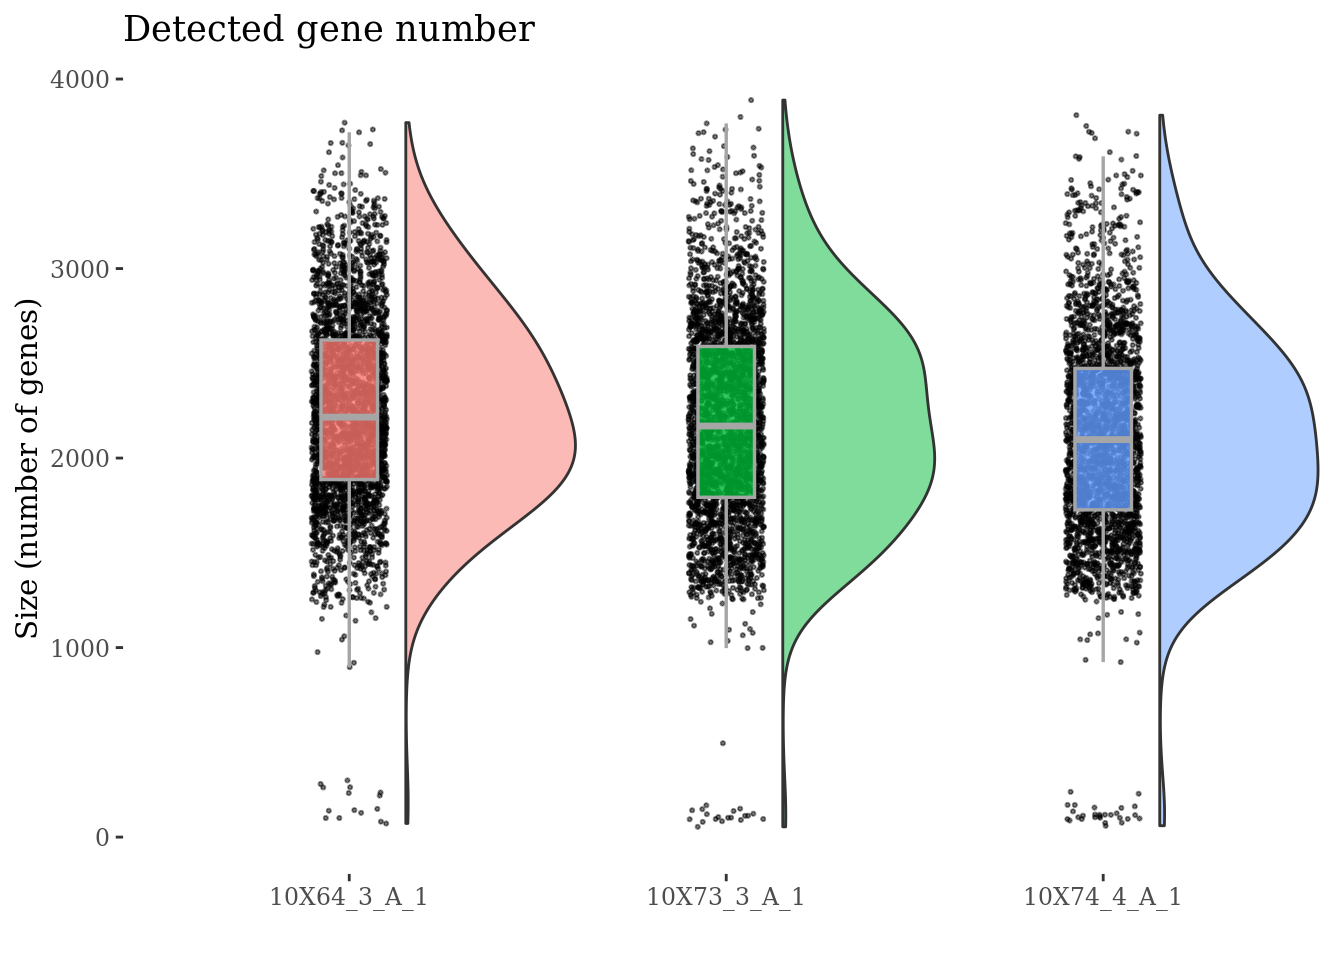 Detected gene number
Size (number of genes)
4000
3000
2000
1000
0
10X64_3_A_1
10X73_3_A_1
10X74_4_A_1